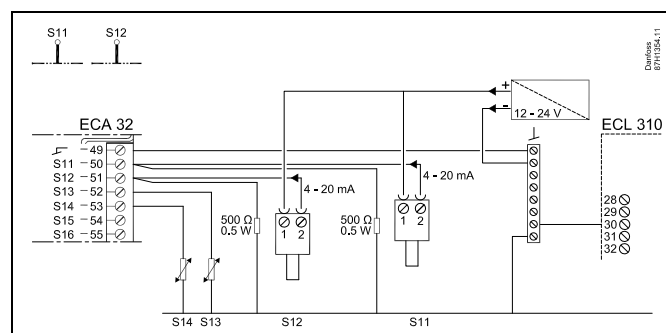 S11 S12
Danfoss
87H1354.11
+
-
12 - 24 V
ECA 32
ECL 310
49
S11 - 50
S12 - 51
S13 - 52
S14 - 53
S15 - 54
S16 - 55
4 - 20 mA
4 - 20 mA
500 Ω
0.5 W
1 2
500 Ω
0.5 W
1 2
28
29
30
31
32
S14 S13 S12 S11